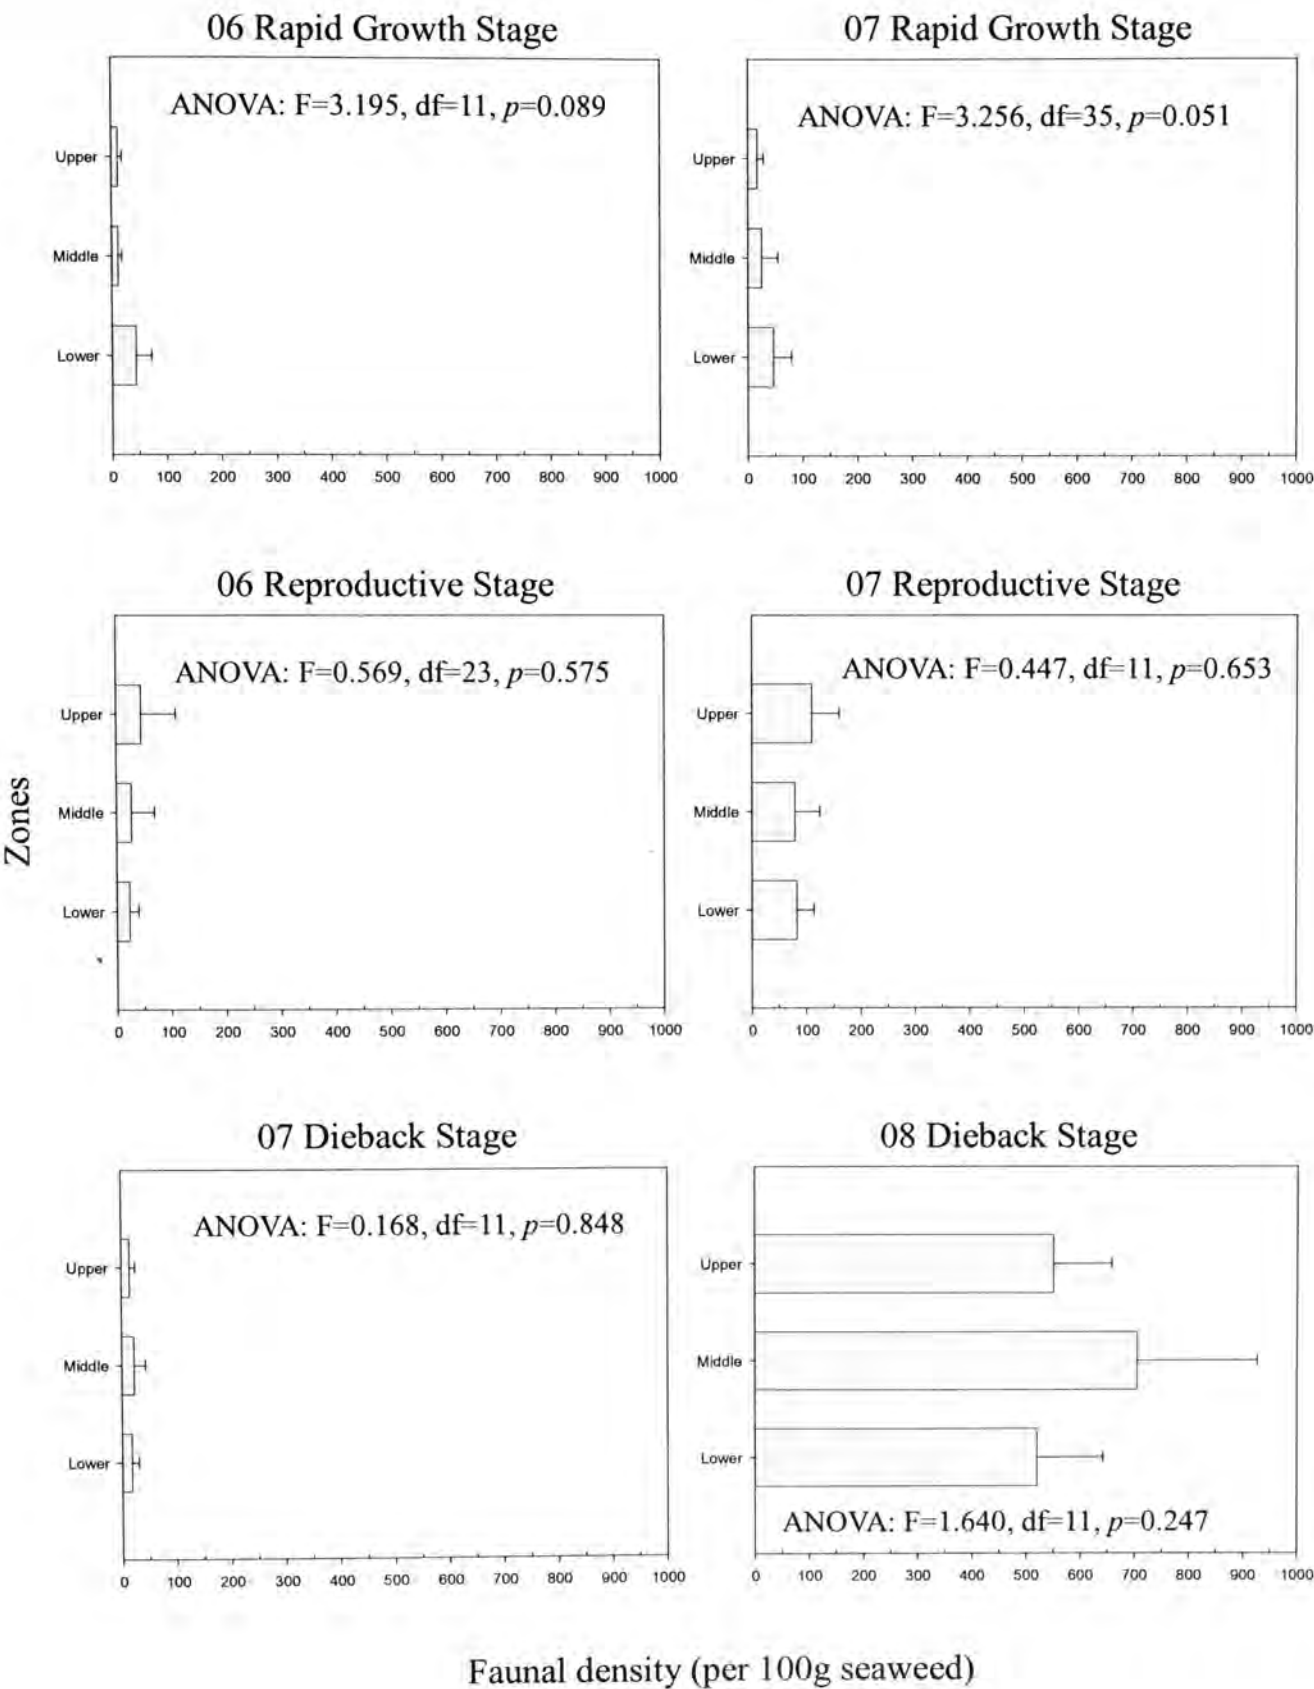 06 Rapid Growth Stage
ANOVA: F=3.195, df=11, p=0.089
Upper
Middle
Lower
0 100 200 300 400 500 600 700 800 900 1000
07 Rapid Growth Stage
ANOVA: F=3.256, df=35, p=0.051
Upper
Middle
Lower
0 100 200 300 400 500 600 700 800 900 1000
Zones
06 Reproductive Stage
ANOVA: F=0.569, df=23, p=0.575
Upper
Middle
Lower
0 100 200 300 400 500 600 700 800 900 1000
07 Reproductive Stage
ANOVA: F=0.447, df=11, p=0.653
Upper
Middle
Lower
0 100 200 300 400 500 600 700 800 900 1000
07 Dieback Stage
ANOVA: F=0.168, df=11, p=0.848
Upper
Middle
Lower
0 100 200 300 400 500 600 700 800 900 1000
08 Dieback Stage
Upper
Middle
Lower
ANOVA: F=1.640, df=11, p=0.247
0 100 200 300 400 500 600 700 800 900 1000
Faunal density (per 100g seaweed)